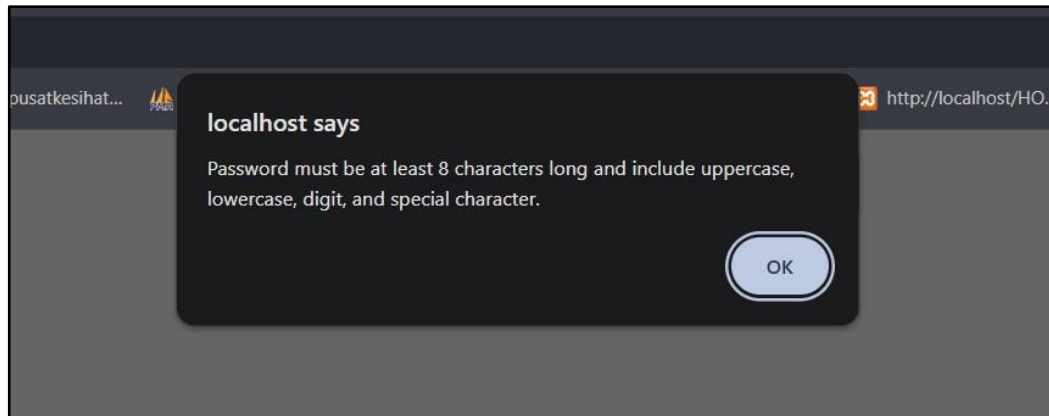 pusatkesihat...
http://localhost/HO.
localhost says
Password must be at least 8 characters long and include uppercase,
lowercase, digit, and special character.
OK